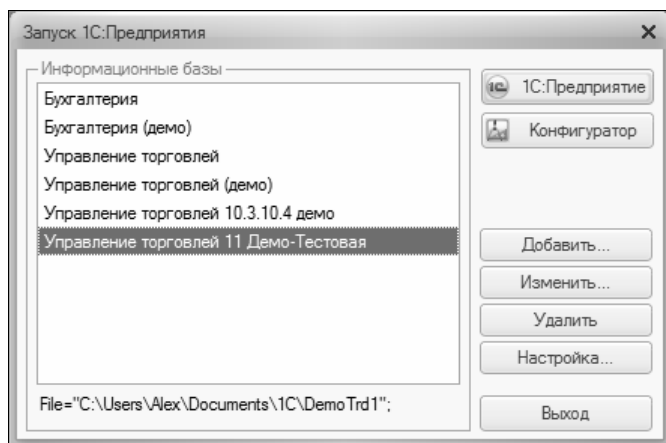 Запуск 1С:Предприятия
Информационные базы
Бухгалтерия
Бухгалтерия (демо)
Управление торговлей
Управление торговлей (демо)
Управление торговлей 10.3.10.4 демо
Управление торговлей 11 Демо-Тестовая
File="C:\Users\Alex\Documents\1C\DemoTrd1";
1С:Предприятие
Конфигуратор
Добавить...
Изменить...
Удалить
Настройка...
Выход